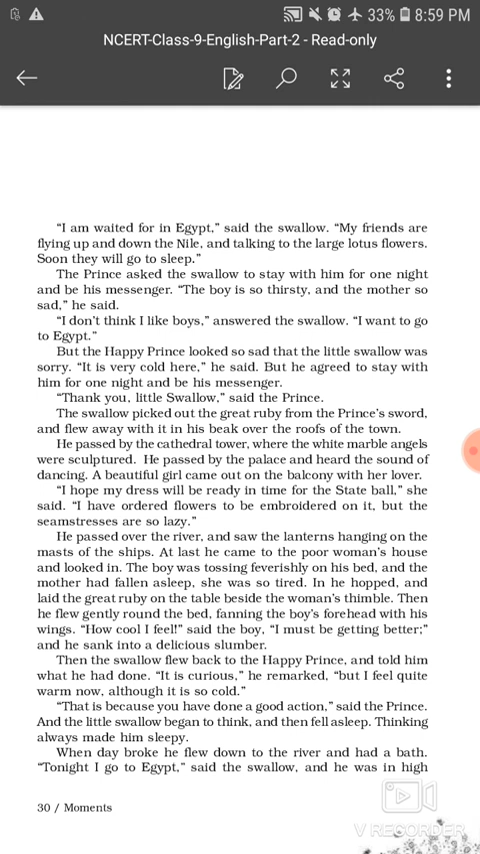 33% 8:59 PM
NCERT-Class-9-English-Part-2 - Read-only
“I am waited for in Egypt,” said the swallow. “My friends are
flying up and down the Nile, and talking to the large lotus flowers.
Soon they will go to sleep.”
The Prince asked the swallow to stay with him for one night
and be his messenger. “The boy is so thirsty, and the mother so
sad,” he said.
“I don’t think I like boys,” answered the swallow. “I want to go
to Egypt.”
But the Happy Prince looked so sad that the little swallow was
sorry. “It is very cold here,” he said. But he agreed to stay with
him for one night and be his messenger.
“Thank you, little Swallow,” said the Prince.
The swallow picked out the great ruby from the Prince’s sword,
and flew away with it in his beak over the roofs of the town.
He passed by the cathedral tower, where the white marble angels
were sculptured. He passed by the palace and heard the sound of
dancing. A beautiful girl came out on the balcony with her lover.
“I hope my dress will be ready in time for the State ball,” she
said. “I have ordered flowers to be embroidered on it, but the
seamstresses are so lazy.”
He passed over the river, and saw the lanterns hanging on the
masts of the ships. At last he came to the poor woman’s house
and looked in. The boy was tossing feverishly on his bed, and the
mother had fallen asleep, she was so tired. In he hopped, and
laid the great ruby on the table beside the woman’s thimble. Then
he flew gently round the bed, fanning the boy’s forehead with his
wings. “How cool I feel!” said the boy, “I must be getting better;”
and he sank into a delicious slumber.
Then the swallow flew back to the Happy Prince, and told him
what he had done. “It is curious,” he remarked, “but I feel quite
warm now, although it is so cold.”
“That is because you have done a good action,” said the Prince.
And the little swallow began to think, and then fell asleep. Thinking
always made him sleepy.
When day broke he flew down to the river and had a bath.
“Tonight I go to Egypt,” said the swallow, and he was in high
30 / Moments
V RECORDER